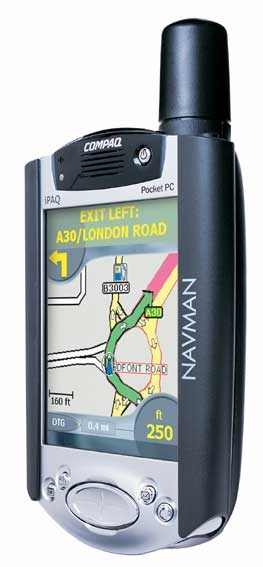 COMPAQ
iPAQ
Pocket PC
EXIT LEFT:
A30/LONDON ROAD
B3003
A30
OFONT ROAD
160 ft
DTG
0.4 mi
ft
250
NAVMAN